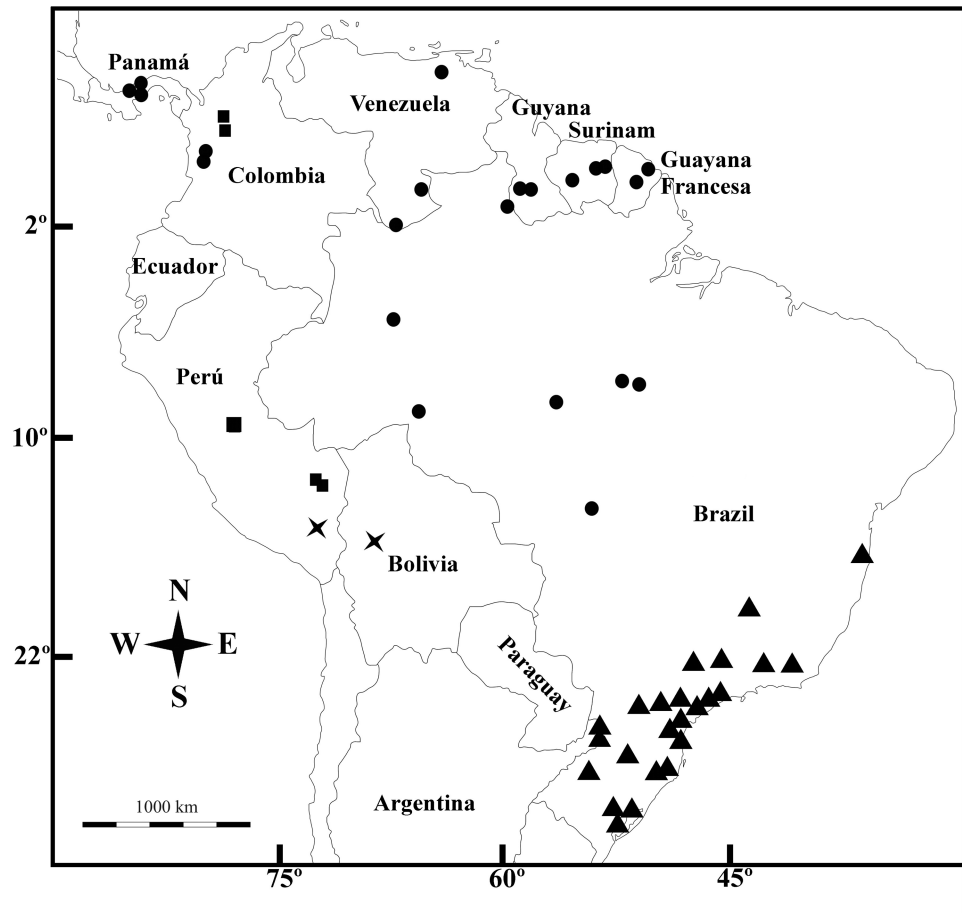 Panamá
Venezuela
Guyana
Surinam
Guayana
Francesa
Colombia
2º
Ecuador
Perú
10º
Brazil
Bolivia
N
W E
S
22º
Paraguay
1000 km
Argentina
75º 60º 45º